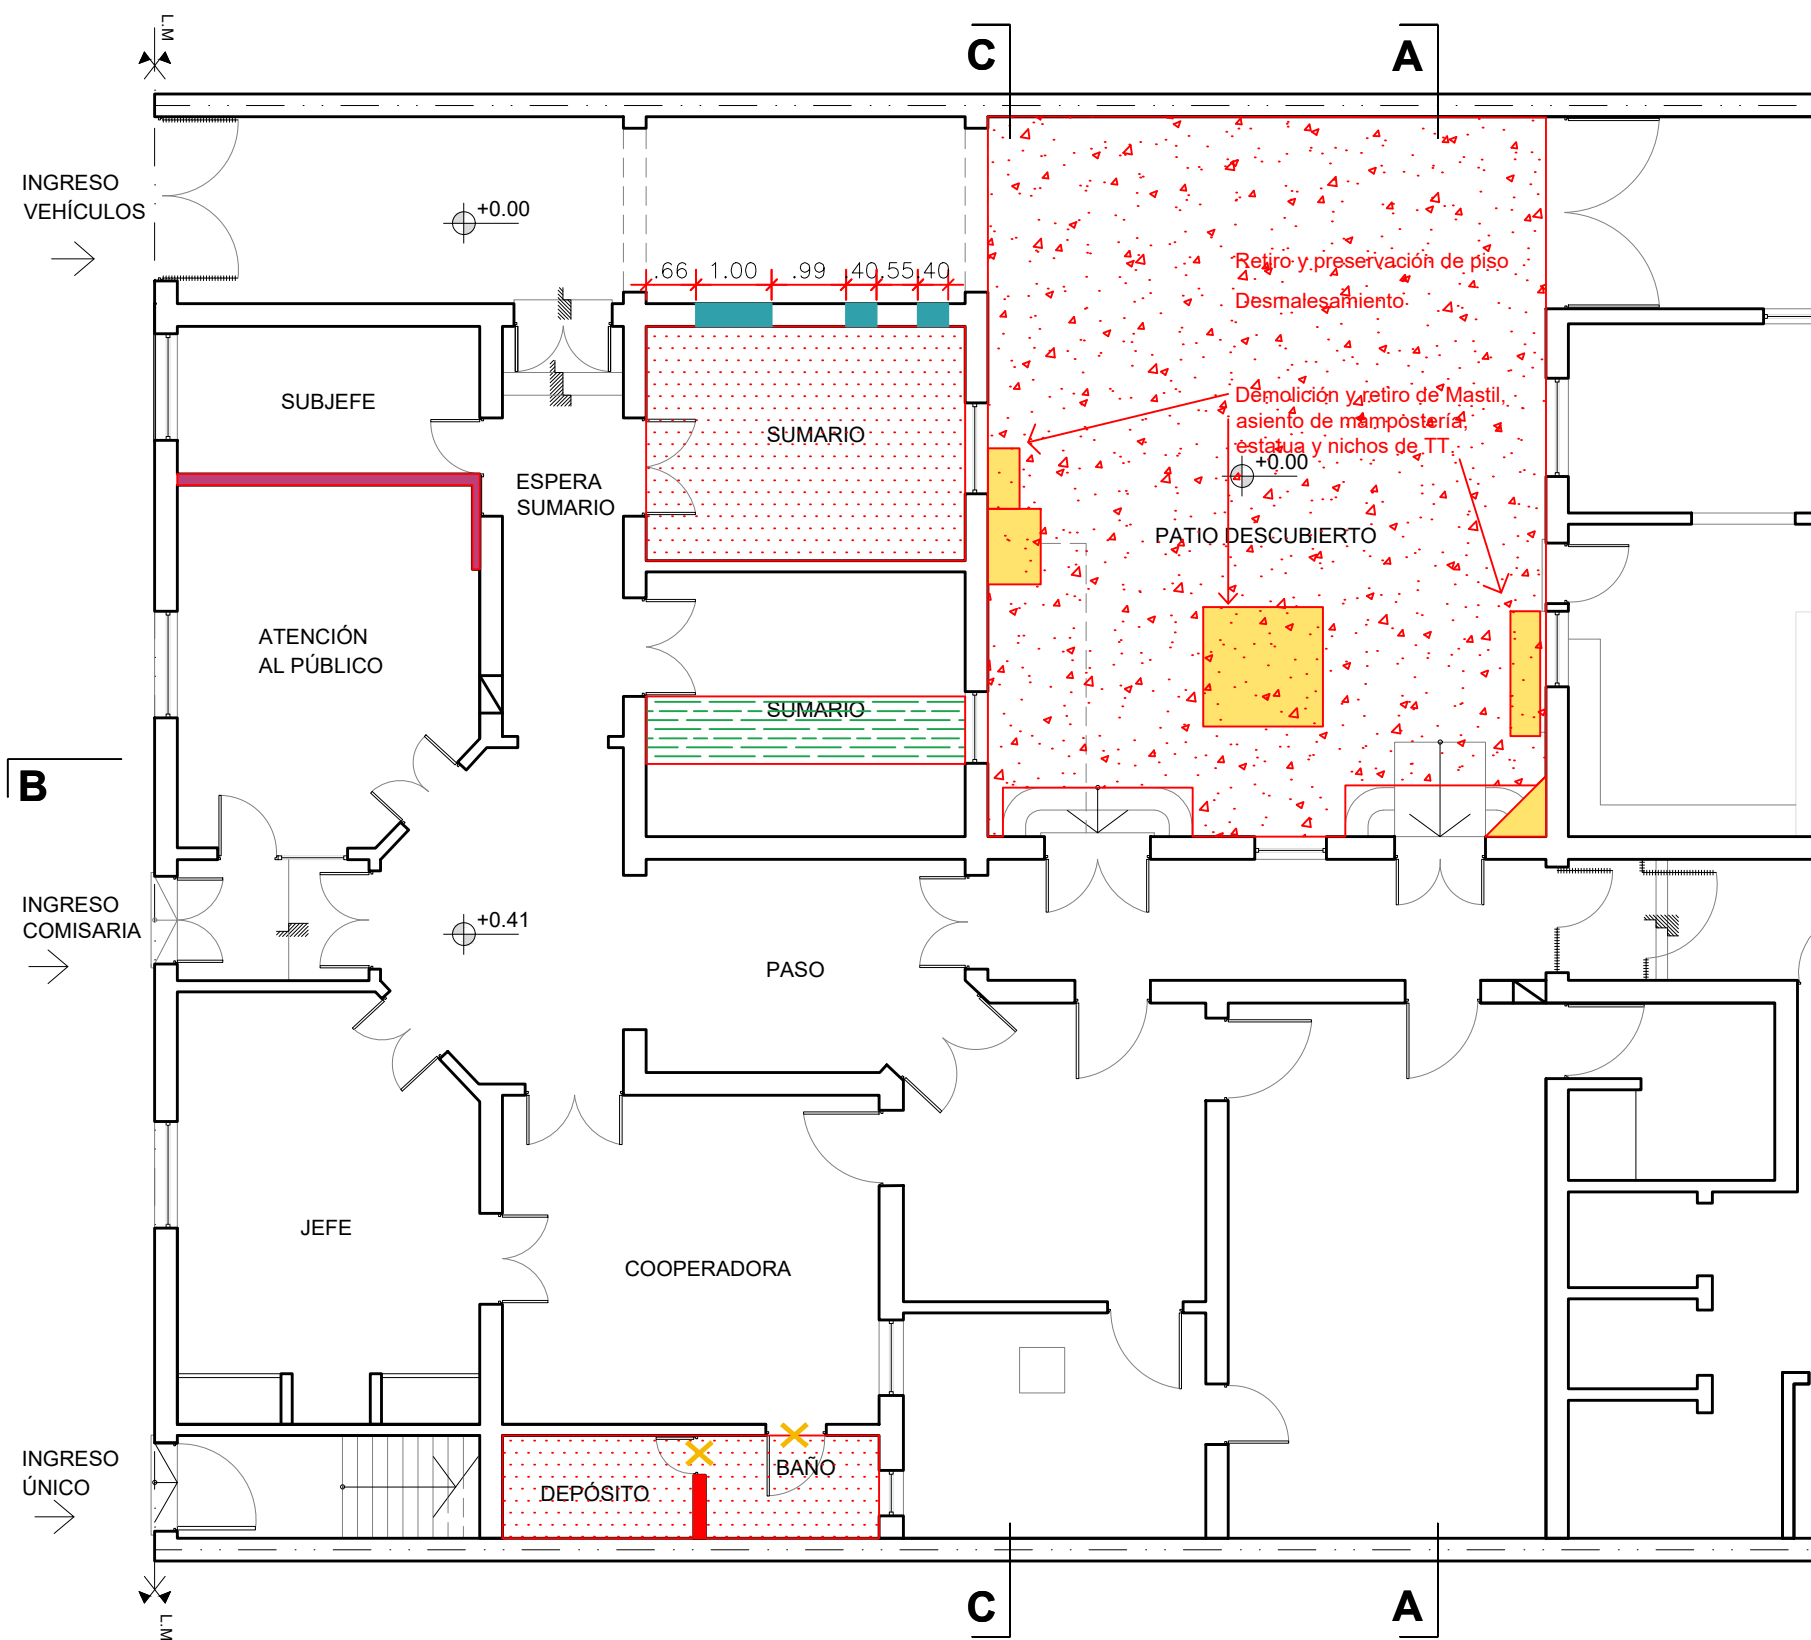 L.M
C
A
INGRESO
VEHÍCULOS
+0.00
.66 1.00 .99 .40 .55 .40
Retiro y preservación de piso
Desmalesamiento
SUBJEFE
SUMARIO
Demolición y retiro de Mastil,
asiento de mampostería,
estatua y nichos de TT.
+0.00
ESPERA
SUMARIO
PATIO DESCUBIERTO
ATENCIÓN
AL PÚBLICO
SUMARIO
B
INGRESO
COMISARIA
+0.41
PASO
JEFE
COOPERADORA
INGRESO
ÚNICO
BAÑO
DEPÓSITO
C
A
L.M